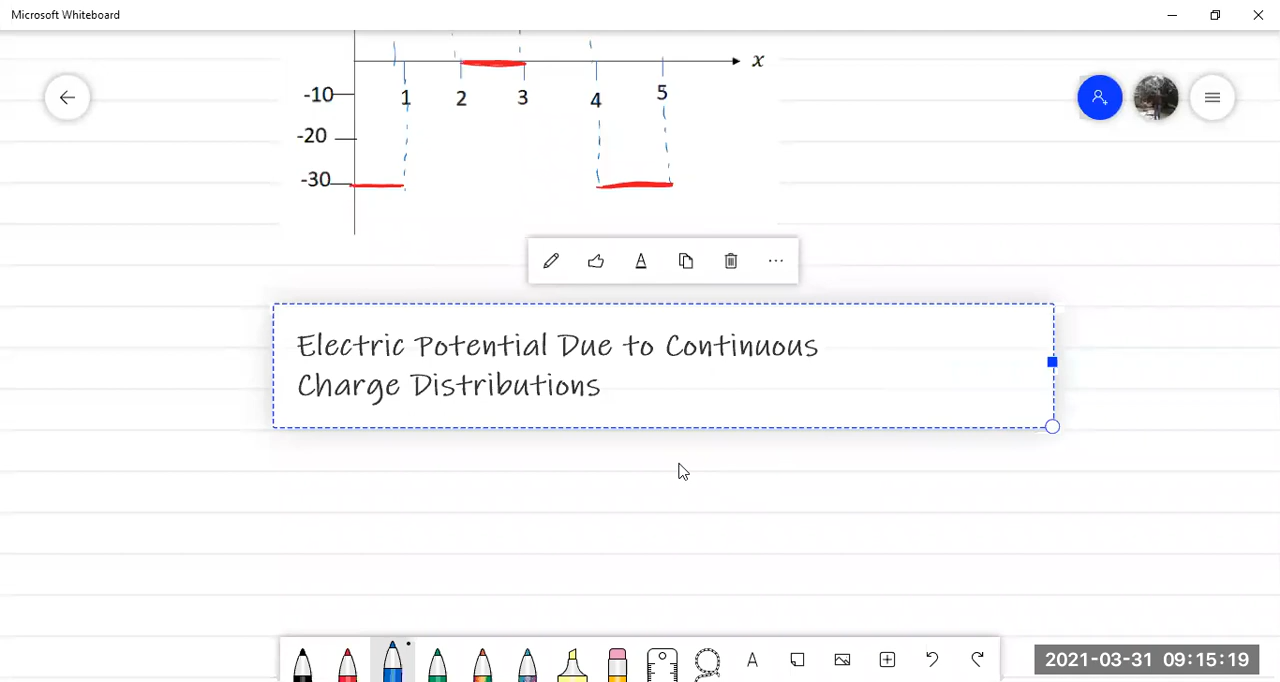 Microsoft Whiteboard
x
-10 1 2 3 4 5
-20
-30
Electric Potential Due to Continuous
Charge Distributions
A
2021-03-31 09:15:19